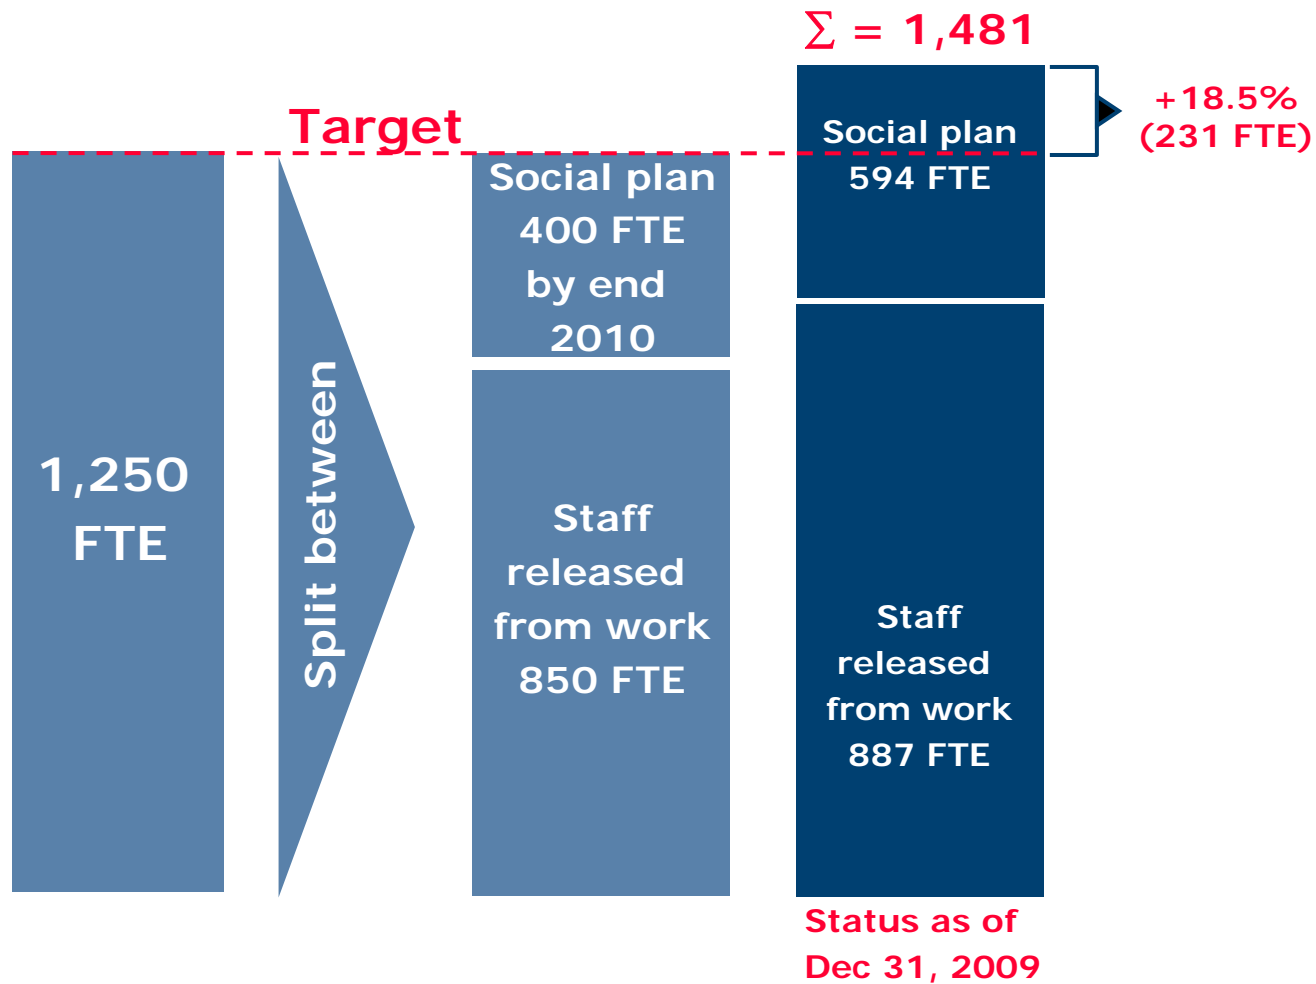 Σ = 1,481
+18.5%
(231 FTE)
Target
Social plan
594 FTE
Social plan
400 FTE
by end
2010
1,250
FTE
Split between
Staff
released
from work
850 FTE
Staff
released
from work
887 FTE
Status as of
Dec 31, 2009